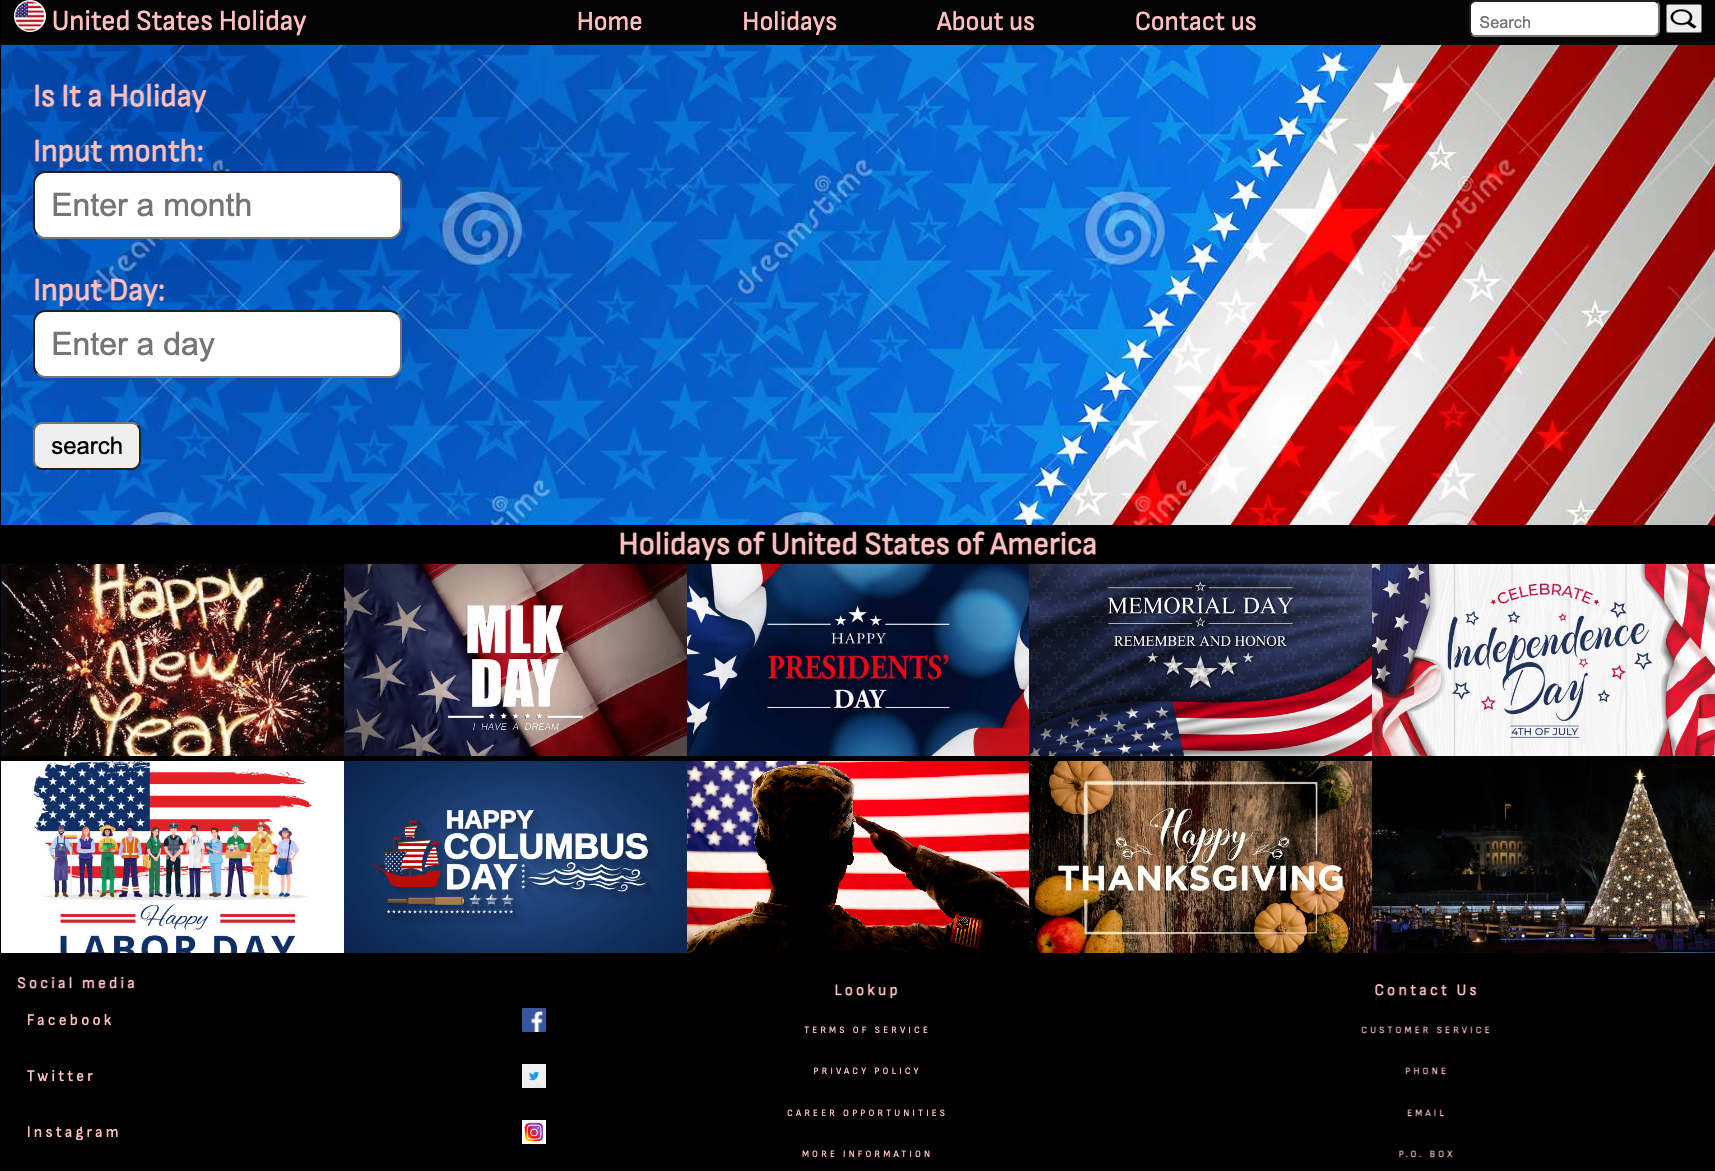 United States Holiday
Home
Holidays
About us
Contact us
Search
Is It a Holiday
Input month:
Enter a month
Input Day:
Enter a day
search
dreamstime
dreamstime
Holidays of United States of America
Happy
New
Year
MLK
DAY
I HAVE A DREAM
HAPPY
PRESIDENTS’
DAY
MEMORIAL DAY
REMEMBER AND HONOR
CELEBRATE
Independence
Day
4TH OF JULY
Happy
LABOR DAY
HAPPY
COLUMBUS
DAY
Happy
THANKSGIVING
Social media
Facebook
Twitter
Instagram
Lookup
TERMS OF SERVICE
PRIVACY POLICY
CAREER OPPORTUNITIES
MORE INFORMATION
Contact Us
CUSTOMER SERVICE
PHONE
EMAIL
P.O. BOX